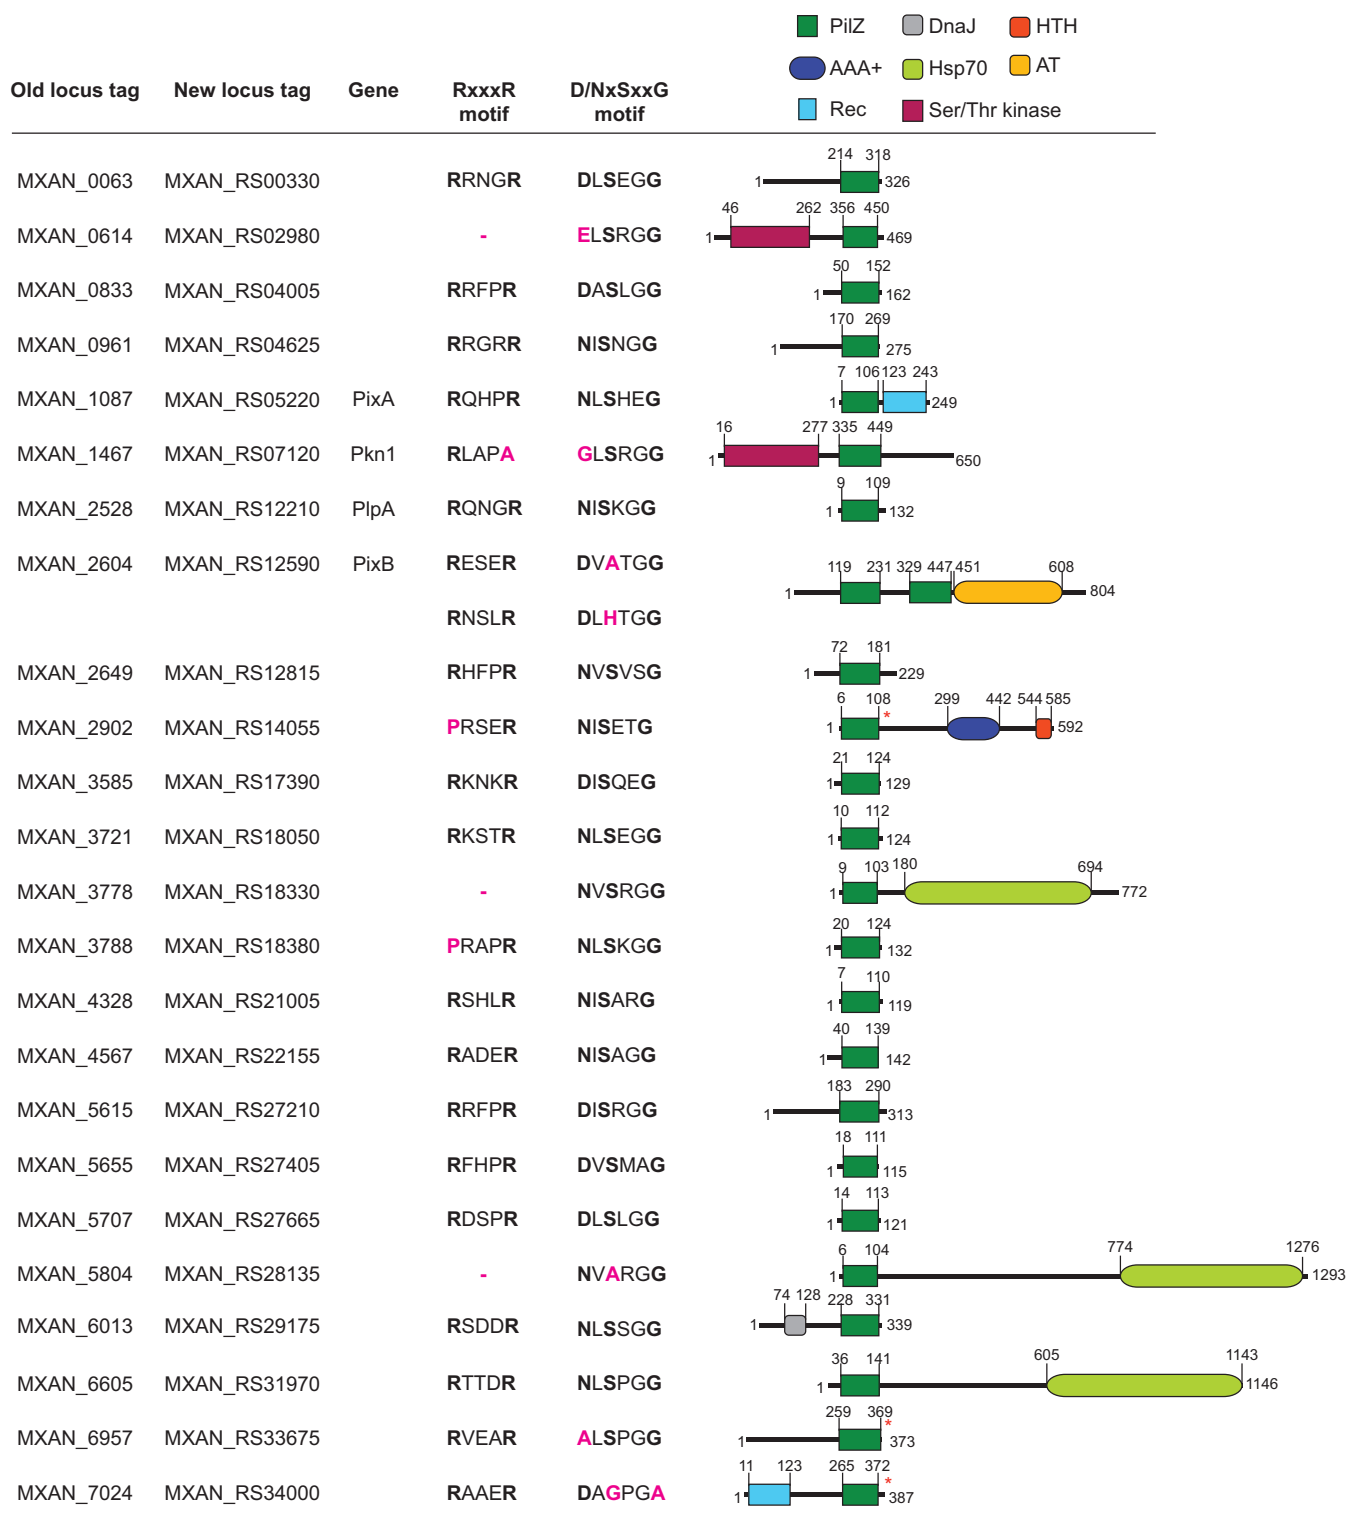 PilZ DnaJ HTH
AAA+ Hsp70 AT
Rec Ser/Thr kinase
Old locus tag New locus tag Gene RxxxR motif D/NxSxxG motif
214 318
MXAN_0063 MXAN_RS00330 RRNGR DLSEGG 1 326
46 262 356 450
MXAN_0614 MXAN_RS02980 - ELSRGG 1 469
50 152
MXAN_0833 MXAN_RS04005 RRFPR DASLGG 1 162
170 269
MXAN_0961 MXAN_RS04625 RRGRR NISNGG 1 275
7 106 123 243
MXAN_1087 MXAN_RS05220 PixA RQHPR NLSHEG 1 249
16 277 335 449
MXAN_1467 MXAN_RS07120 Pkn1 RLAPA GLSRGG 1 650
9 109
MXAN_2528 MXAN_RS12210 PlpA RQNGR NISKGG 1 132
MXAN_2604 MXAN_RS12590 PixB RESER DVATGG
119 231 329 447 451 608
1 804
RNSLR DLHTGG
72 181
MXAN_2649 MXAN_RS12815 RHFPR NVSVSG 1 229
6 108 * 299 442 544 585
MXAN_2902 MXAN_RS14055 PRSER NISETG 1 592
21 124
MXAN_3585 MXAN_RS17390 RKNKR DISQEG 1 129
10 112
MXAN_3721 MXAN_RS18050 RKSTR NLSEGG 1 124
9 103 180 694
MXAN_3778 MXAN_RS18330 - NVSRGG 1 772
20 124
MXAN_3788 MXAN_RS18380 PRAPR NLSKGG 1 132
7 110
MXAN_4328 MXAN_RS21005 RSHLR NISARG 1 119
40 139
MXAN_4567 MXAN_RS22155 RADER NISAGG 1 142
183 290
MXAN_5615 MXAN_RS27210 RRFPR DISRGG 1 313
18 111
MXAN_5655 MXAN_RS27405 RFHPR DVSMAG 1 115
14 113
MXAN_5707 MXAN_RS27665 RDSPR DLSLGG 1 121
6 104 774 1276
MXAN_5804 MXAN_RS28135 - NVARGG 1 1293
74 128 228 331
MXAN_6013 MXAN_RS29175 RSDDR NLSSGG 1 339
36 141 605 1143
MXAN_6605 MXAN_RS31970 RTTDR NLSPGG 1 1146
259 369 *
MXAN_6957 MXAN_RS33675 RVEAR ALSPGG 1 373
11 123 265 372 *
MXAN_7024 MXAN_RS34000 RAAER DAGPGA 1 387